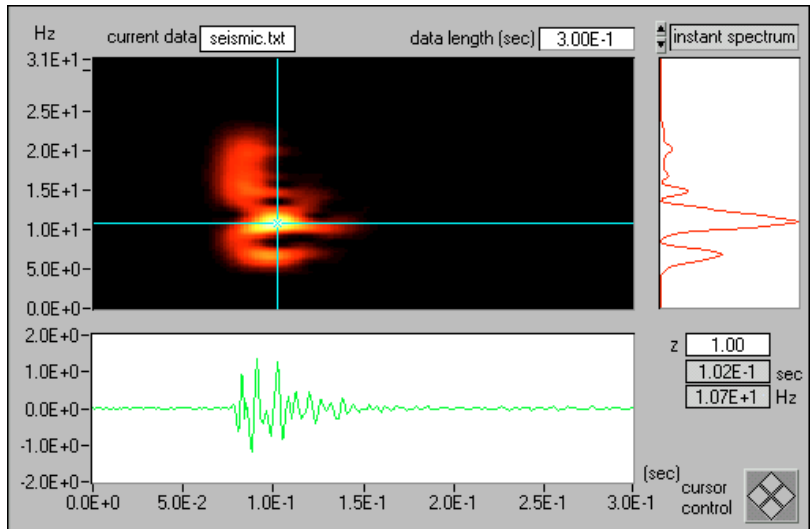 Hz current data seismic.txt data length (sec) 3.00E-1 instant spectrum
3.1E+1
2.5E+1
2.0E+1
1.5E+1
1.0E+1
5.0E+0
0.0E+0
2.0E+0
1.0E+0
0.0E+0
-1.0E+0
-2.0E+0
0.0E+0 5.0E-2 1.0E-1 1.5E-1 2.0E-1 2.5E-1 3.0E-1
(sec)
z 1.00
1.02E-1 sec
1.07E+1 Hz
cursor
control